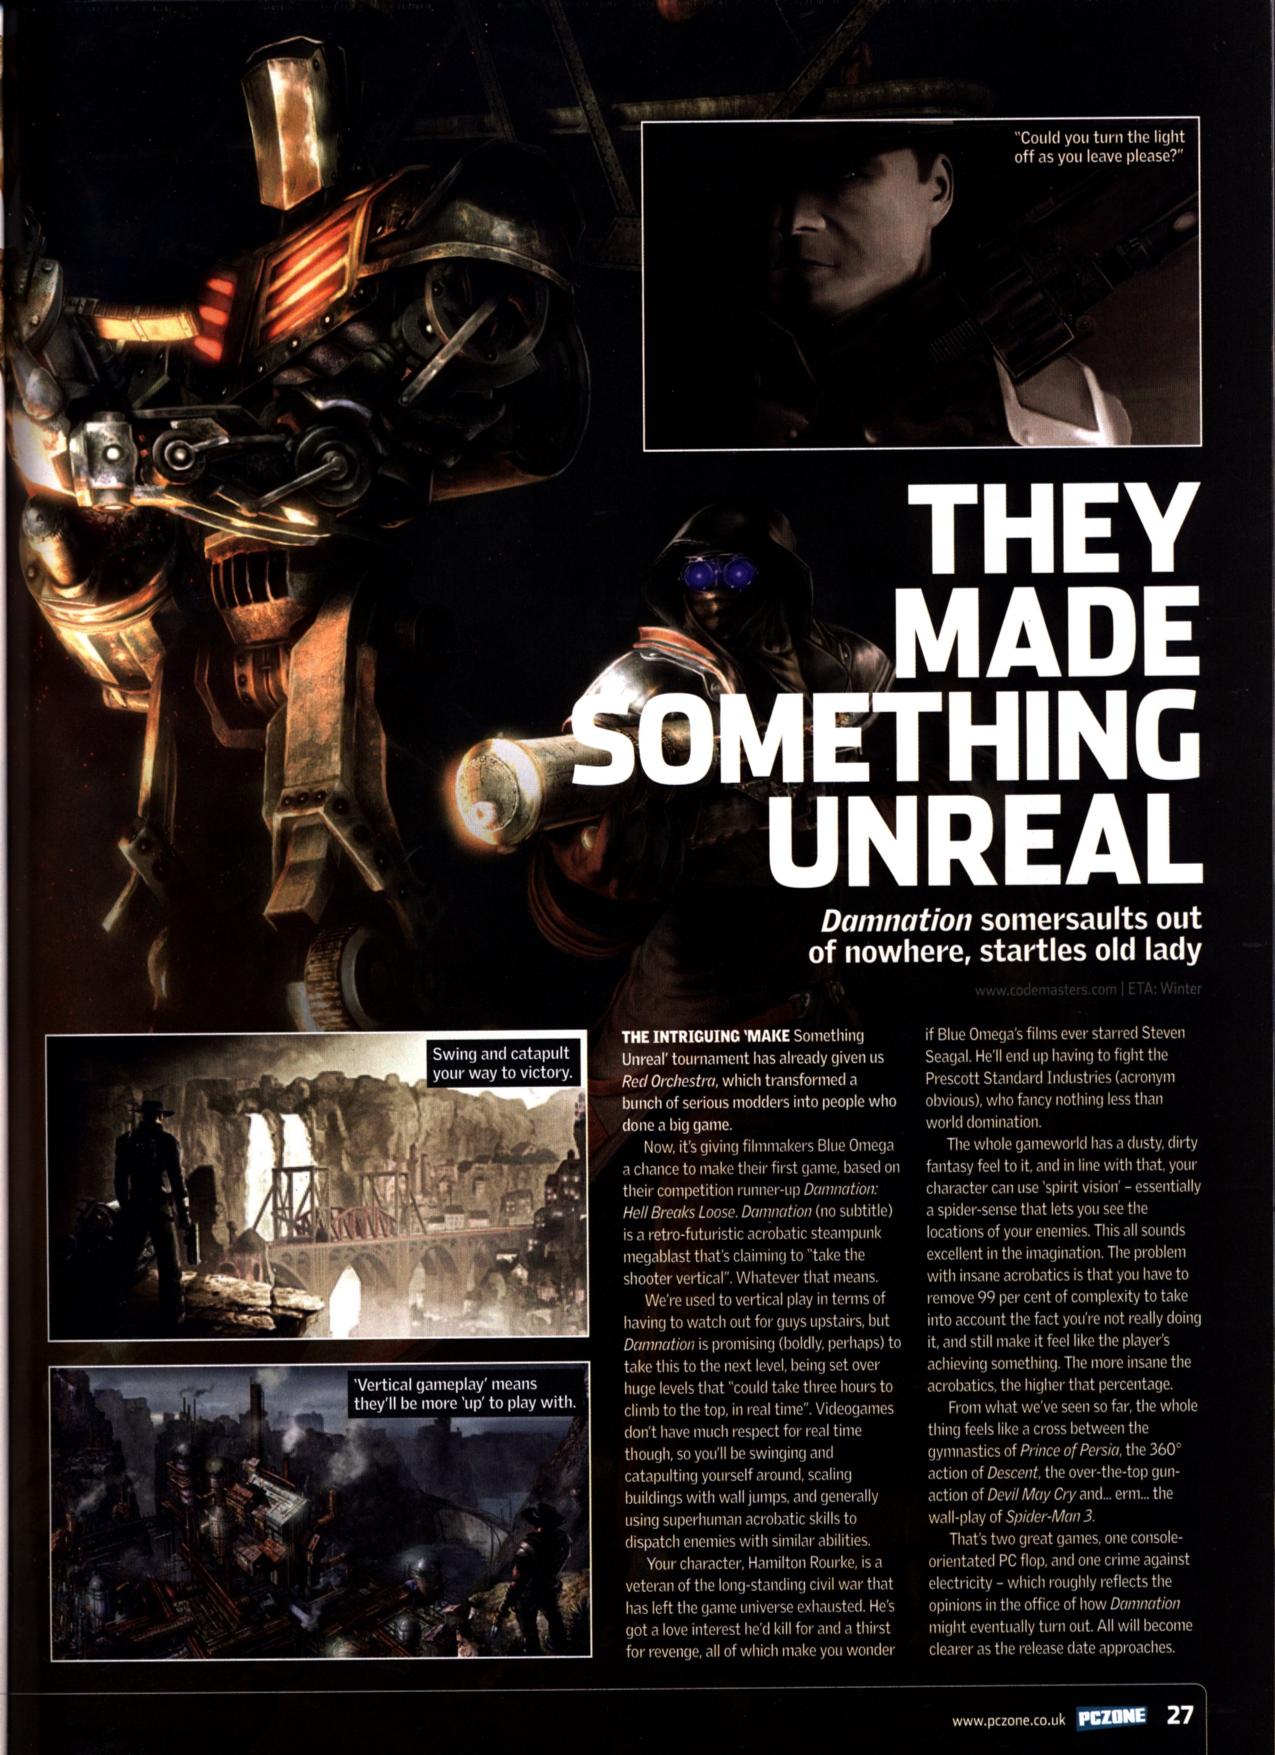 "Could you turn the light
off as you leave please?"
THEY
MADE
SOMETHING
UNREAL
Damnation somersaults out
of nowhere, startles old lady
www.codemasters.com | ETA: Winter
Swing and catapult
your way to victory.
'Vertical gameplay' means
they'll be more 'up' to play with.
THE INTRIGUING 'MAKE Something
Unreal' tournament has already given us
Red Orchestra, which transformed a
bunch of serious modders into people who
done a big game.
Now, it's giving filmmakers Blue Omega
a chance to make their first game, based on
their competition runner-up Damnation:
Hell Breaks Loose. Damnation (no subtitle)
is a retro-futuristic acrobatic steampunk
megablast that's claiming to "take the
shooter vertical". Whatever that means.
We're used to vertical play in terms of
having to watch out for guys upstairs, but
Damnation is promising (boldly, perhaps) to
take this to the next level, being set over
huge levels that "could take three hours to
climb to the top, in real time". Videogames
don't have much respect for real time
though, so you'll be swinging and
catapulting yourself around, scaling
buildings with wall jumps, and generally
using superhuman acrobatic skills to
dispatch enemies with similar abilities.
Your character, Hamilton Rourke, is a
veteran of the long-standing civil war that
has left the game universe exhausted. He's
got a love interest he'd kill for and a thirst
for revenge, all of which make you wonder
if Blue Omega's films ever starred Steven
Seagal. He'll end up having to fight the
Prescott Standard Industries (acronym
obvious), who fancy nothing less than
world domination.
The whole gameworld has a dusty, dirty
fantasy feel to it, and in line with that, your
character can use 'spirit vision' – essentially
a spider-sense that lets you see the
locations of your enemies. This all sounds
excellent in the imagination. The problem
with insane acrobatics is that you have to
remove 99 per cent of complexity to take
into account the fact you're not really doing
it, and still make it feel like the player's
achieving something. The more insane the
acrobatics, the higher that percentage.
From what we've seen so far, the whole
thing feels like a cross between the
gymnastics of Prince of Persia, the 360°
action of Descent, the over-the-top gun-
action of Devil May Cry and... erm... the
wall-play of Spider-Man 3.
That's two great games, one console-
orientated PC flop, and one crime against
electricity – which roughly reflects the
opinions in the office of how Damnation
might eventually turn out. All will become
clearer as the release date approaches.
www.pczone.co.uk PCZONE 27